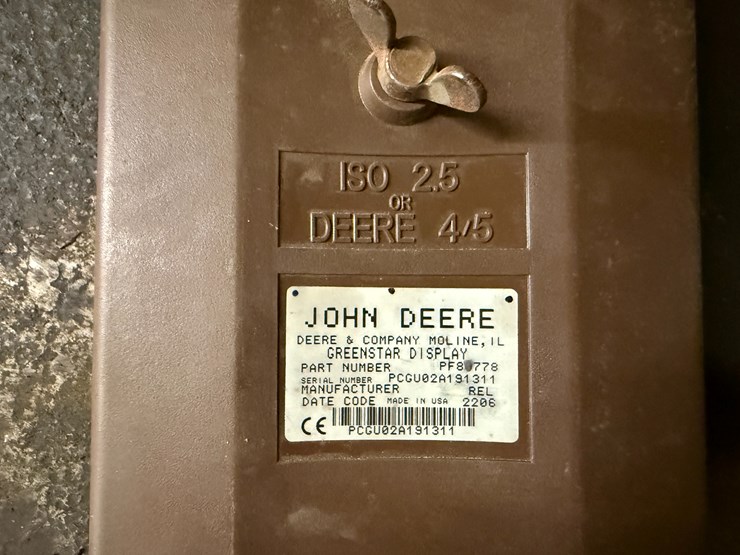 ISO 2.5
OR
DEERE 4/5
JOHN DEERE
DEERE & COMPANY MOLINE, IL
GREENSTAR DISPLAY
PART NUMBER
SERIAL NUMBER PCGU02A191311
MANUFACTURER REL
DATE CODE MADE IN USA 2206
CE
PCGU02A191311